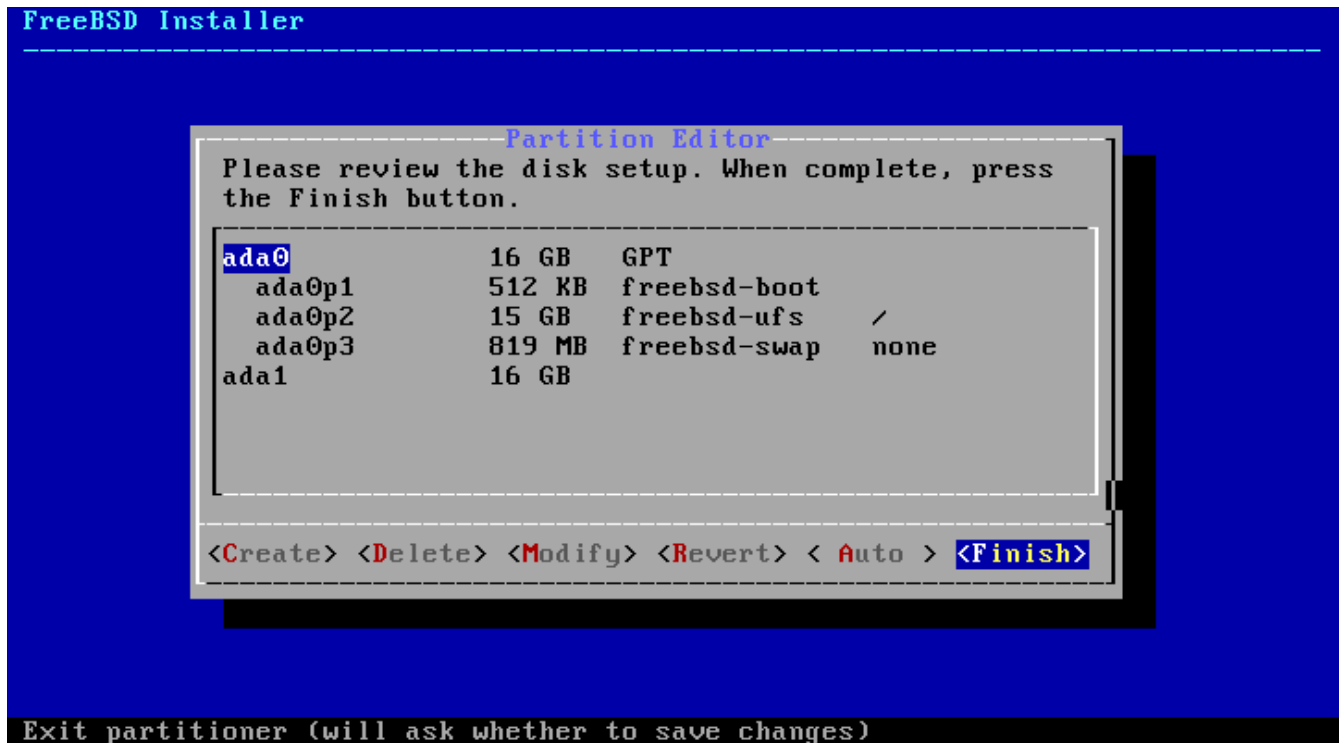 FreeBSD Installer
Partition Editor
Please review the disk setup. When complete, press
the Finish button.
ada0 16 GB GPT
ada0p1 512 KB freebsd-boot
ada0p2 15 GB freebsd-ufs /
ada0p3 819 MB freebsd-swap none
ada1 16 GB
<Create> <Delete> <Modify> <Revert> < Auto > <Finish>
Exit partitioner (will ask whether to save changes)